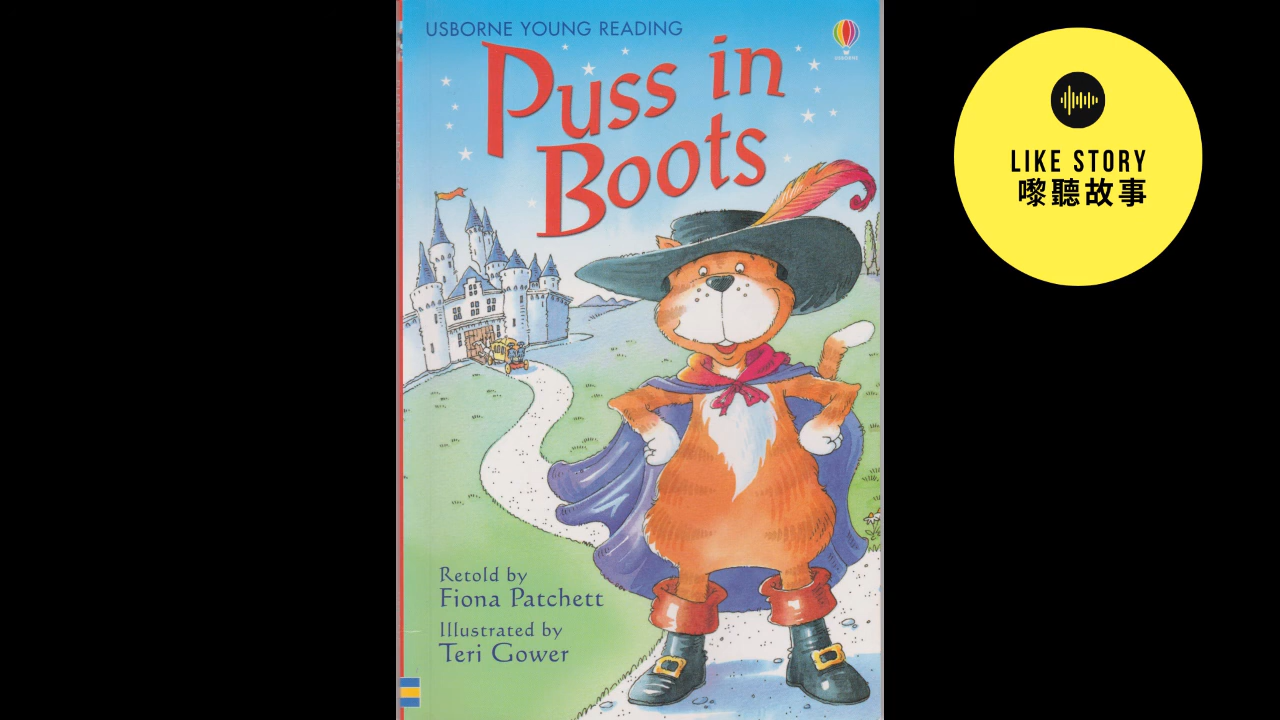 USBORNE YOUNG READING
Puss in
Boots
USBORNE
Retold by
Fiona Patchett
Illustrated by
Teri Gower
LIKE STORY
嚟聽故事